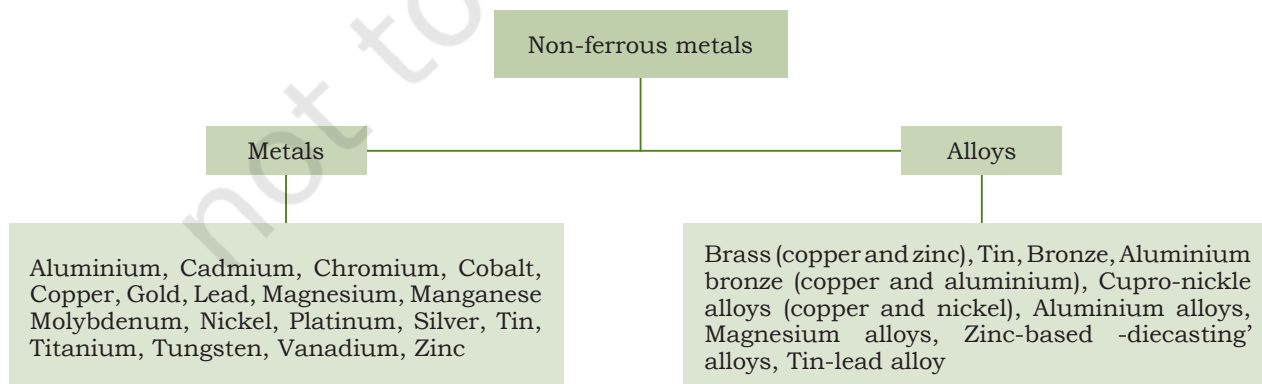 not to
Non-ferrous metals
Metals
Alloys
Aluminium, Cadmium, Chromium, Cobalt,
Copper, Gold, Lead, Magnesium, Manganese
Molybdenum, Nickel, Platinum, Silver, Tin,
Titanium, Tungsten, Vanadium, Zinc
Brass (copper and zinc), Tin, Bronze, Aluminium
bronze (copper and aluminium), Cupro-nickle
alloys (copper and nickel), Aluminium alloys,
Magnesium alloys, Zinc-based -diecasting’
alloys, Tin-lead alloy